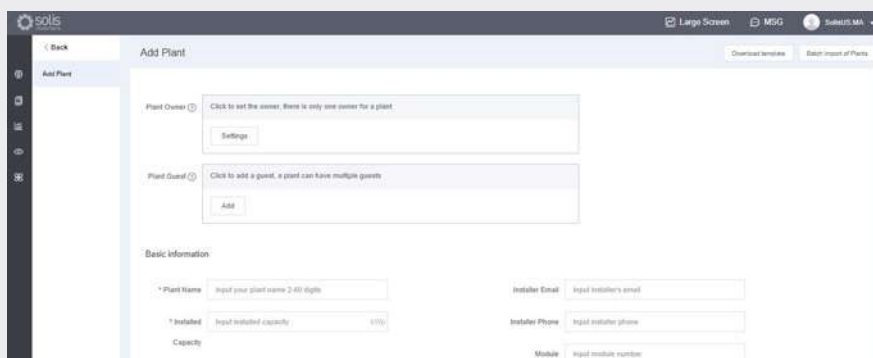 solis
Large Screen
MSG
SolisUS.MA
< Back
Add Plant
Add Plant
Download template
Batch Import of Plants
Plant Owner
Click to set the owner, there is only one owner for a plant
Settings
Plant Guest
Click to add a guest, a plant can have multiple guests
Add
Basic information
* Plant Name
Input your plant name 2-60 digits
Installer Email
Input installer's email
* Installed Capacity
Input installed capacity
kWp
Installer Phone
Input installer phone
Module
Input module number